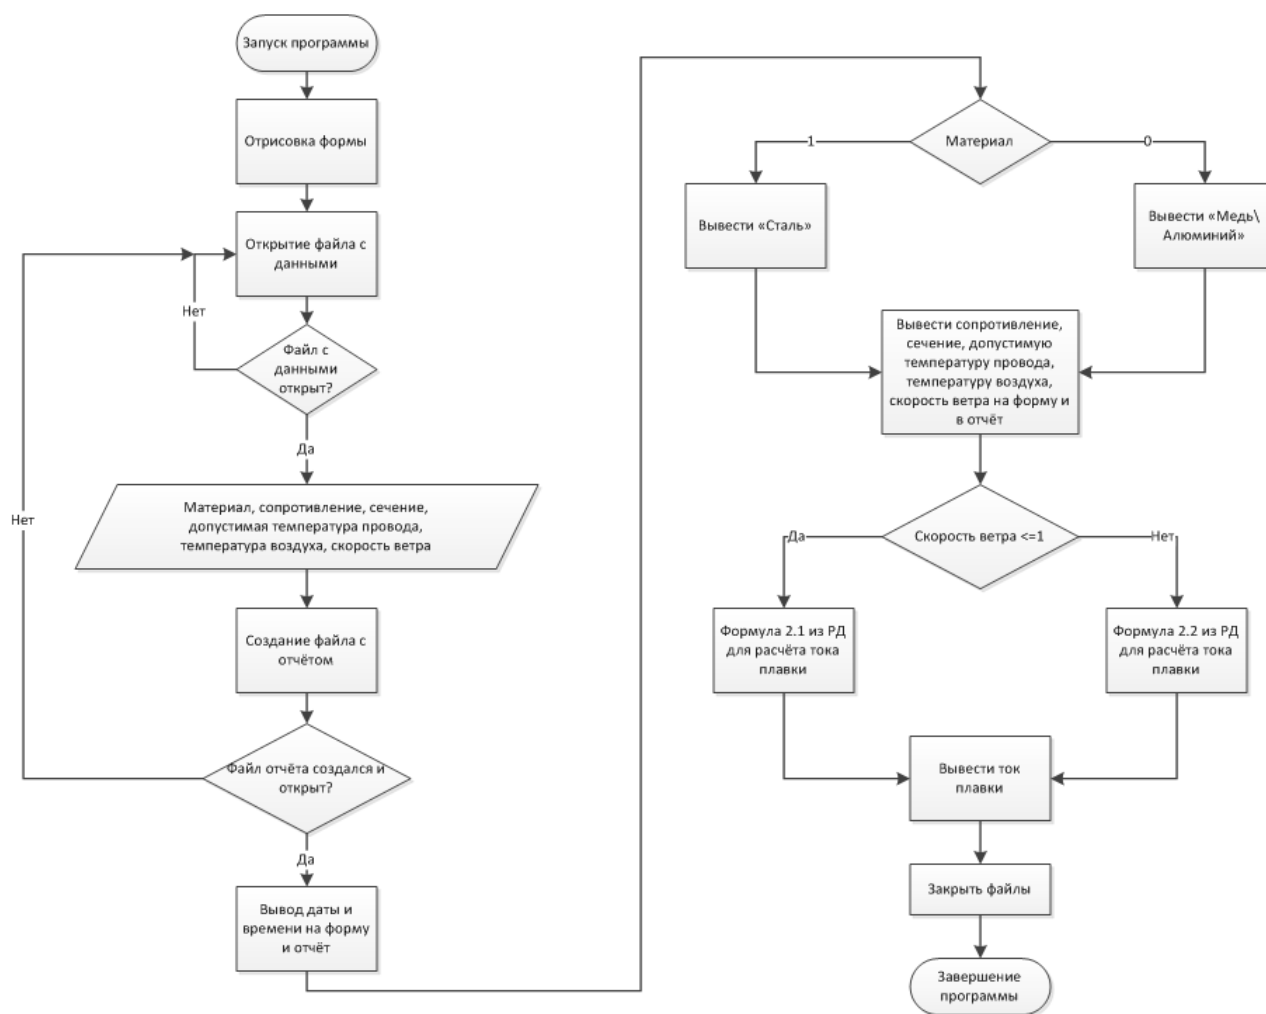 Запуск программы
Отрисовка формы
Открытие файла с
данными
Нет
Файл с
данными
открыт?
Да
Материал, сопротивление, сечение,
допустимая температура провода,
температура воздуха, скорость ветра
Нет
Создание файла с
отчётом
Файл отчёта создался и
открыт?
Да
Вывод даты и
времени на форму
и отчёт
Материал
1
0
Вывести «Сталь»
Вывести «Медь\
Алюминий»
Вывести сопротивление,
сечение, допустимую
температуру провода,
температуру воздуха,
скорость ветра на форму и
в отчёт
Скорость ветра <=1
Да
Нет
Формула 2.1 из РД
для расчёта тока
плавки
Формула 2.2 из РД
для расчёта тока
плавки
Вывести ток
плавки
Закрыть файлы
Завершение
программы